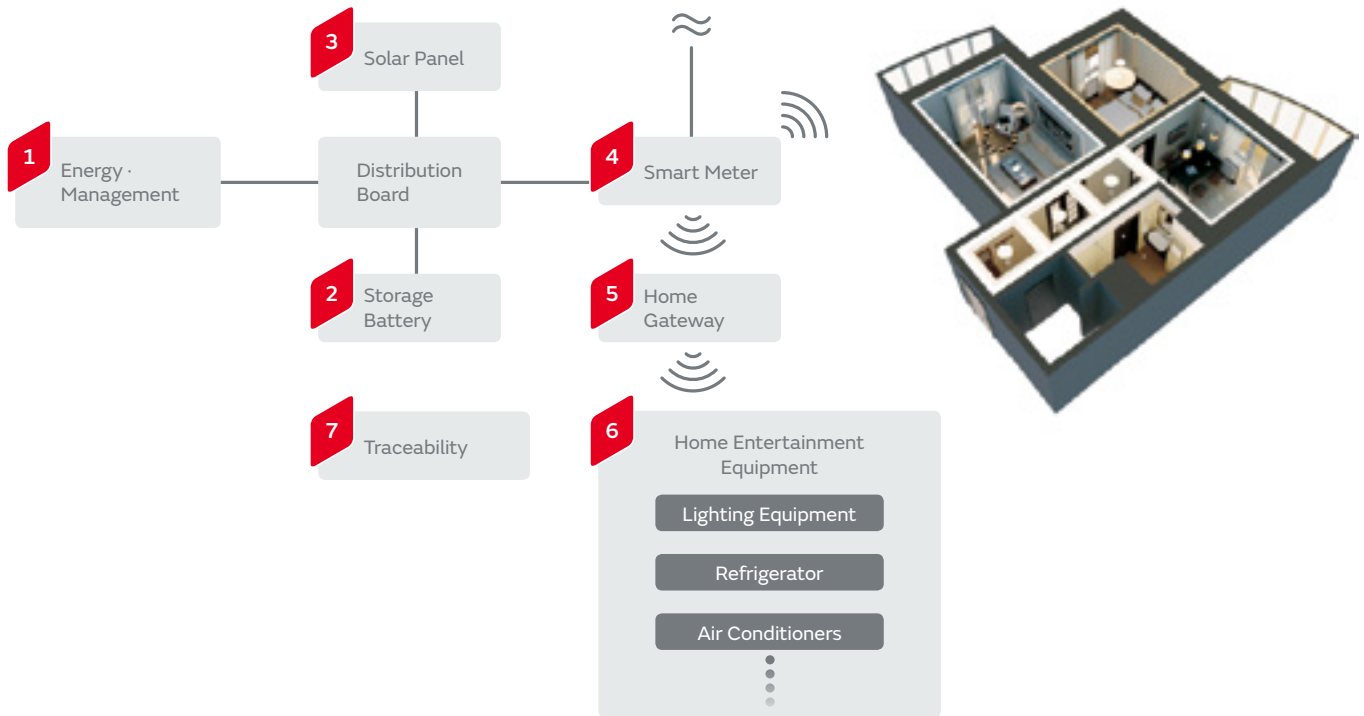 3
Solar Panel
1
Energy ·
Management
Distribution
Board
4
Smart Meter
2
Storage
Battery
5
Home
Gateway
7
Traceability
6
Home Entertainment
Equipment
Lighting Equipment
Refrigerator
Air Conditioners